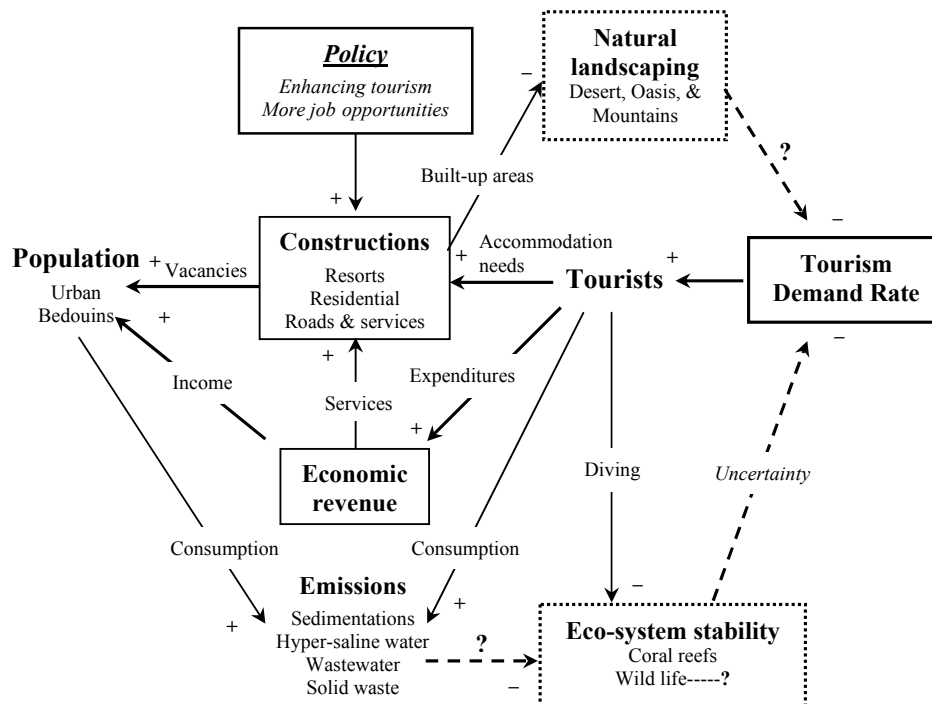 Policy
Enhancing tourism
More job opportunities
Natural
landscaping
Desert, Oasis, &
Mountains
–
?
Built-up areas
+
–
Population
Urban
Bedouins
+
Vacancies
+
Constructions
Resorts
Residential
Roads & services
+
Accommodation
needs
Tourists
+
Tourism
Demand Rate
–
+
Income
Services
Expenditures
+
Economic
revenue
Diving
Uncertainty
Consumption
Consumption
–
+
+
Emissions
Sedimentations
Hyper-saline water
Wastewater
Solid waste
?
–
Eco-system stability
Coral reefs
Wild life-----?